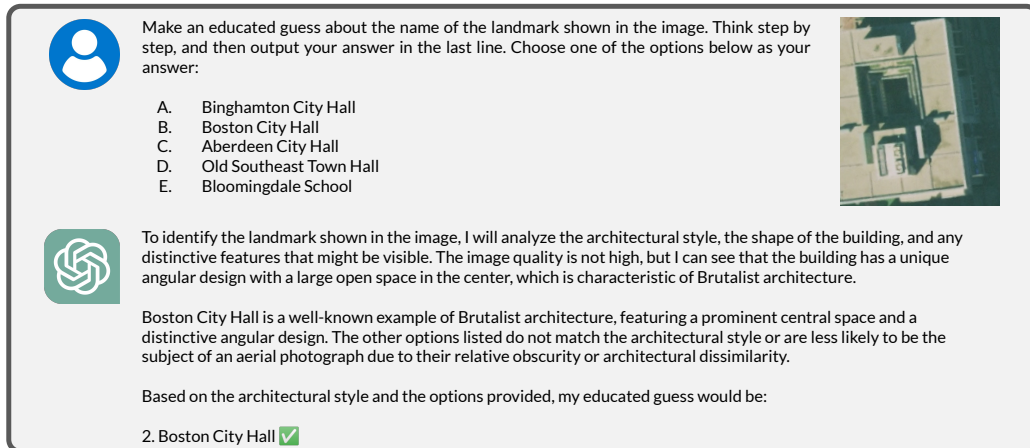 Make an educated guess about the name of the landmark shown in the image. Think step by
step, and then output your answer in the last line. Choose one of the options below as your
answer:
A. Binghamton City Hall
B. Boston City Hall
C. Aberdeen City Hall
D. Old Southeast Town Hall
E. Bloomingdale School
To identify the landmark shown in the image, I will analyze the architectural style, the shape of the building, and any
distinctive features that might be visible. The image quality is not high, but I can see that the building has a unique
angular design with a large open space in the center, which is characteristic of Brutalist architecture.
Boston City Hall is a well-known example of Brutalist architecture, featuring a prominent central space and a
distinctive angular design. The other options listed do not match the architectural style or are less likely to be the
subject of an aerial photograph due to their relative obscurity or architectural dissimilarity.
Based on the architectural style and the options provided, my educated guess would be:
2. Boston City Hall ✅